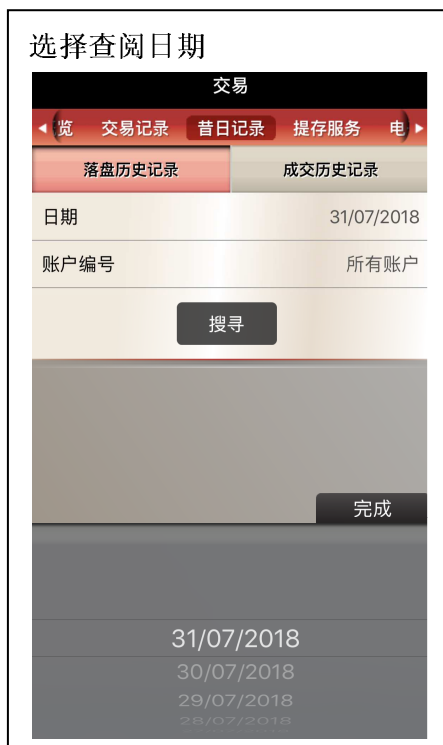 选择查阅日期
交易
览 交易记录 昔日记录 提存服务 电
落盘历史记录 成交历史记录
日期 31/07/2018
账户编号 所有账户
搜寻
完成
31/07/2018
30/07/2018
29/07/2018
28/07/2018